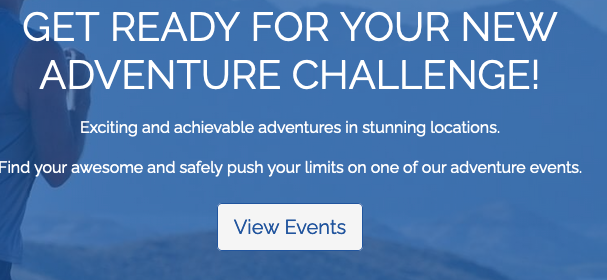 GET READY FOR YOUR NEW
ADVENTURE CHALLENGE!
Exciting and achievable adventures in stunning locations.
Find your awesome and safely push your limits on one of our adventure events.
View Events